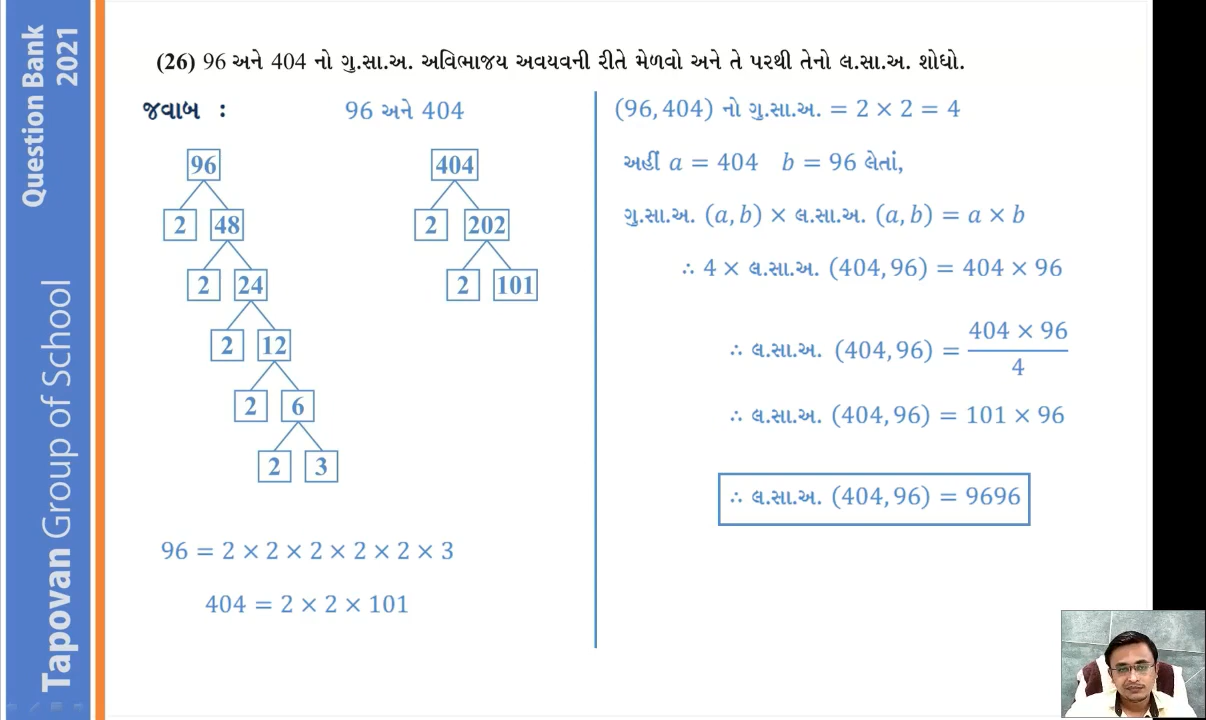 Tapovan Group of School
Question Bank
2021
(26) 96 અને 404 નો ગુ.સા.અ. અવિભાજય અવયવની રીતે મેળવો અને તે પરથી તેનો લ.સા.અ. શોધો.
જવાબ :
96 અને 404
96
2 48
2 24
2 12
2 6
2 3
404
2 202
2 101
96 = 2 × 2 × 2 × 2 × 2 × 3
404 = 2 × 2 × 101
(96, 404) નો ગુ.સા.અ. = 2 × 2 = 4
અહીં a = 404 b = 96 લેતાં,
ગુ.સા.અ. (a, b) × લ.સા.અ. (a, b) = a × b
∴ 4 × લ.સા.અ. (404, 96) = 404 × 96
∴ લ.સા.અ. (404, 96) = 404 × 96 / 4
∴ લ.સા.અ. (404, 96) = 101 × 96
∴ લ.સા.અ. (404, 96) = 9696